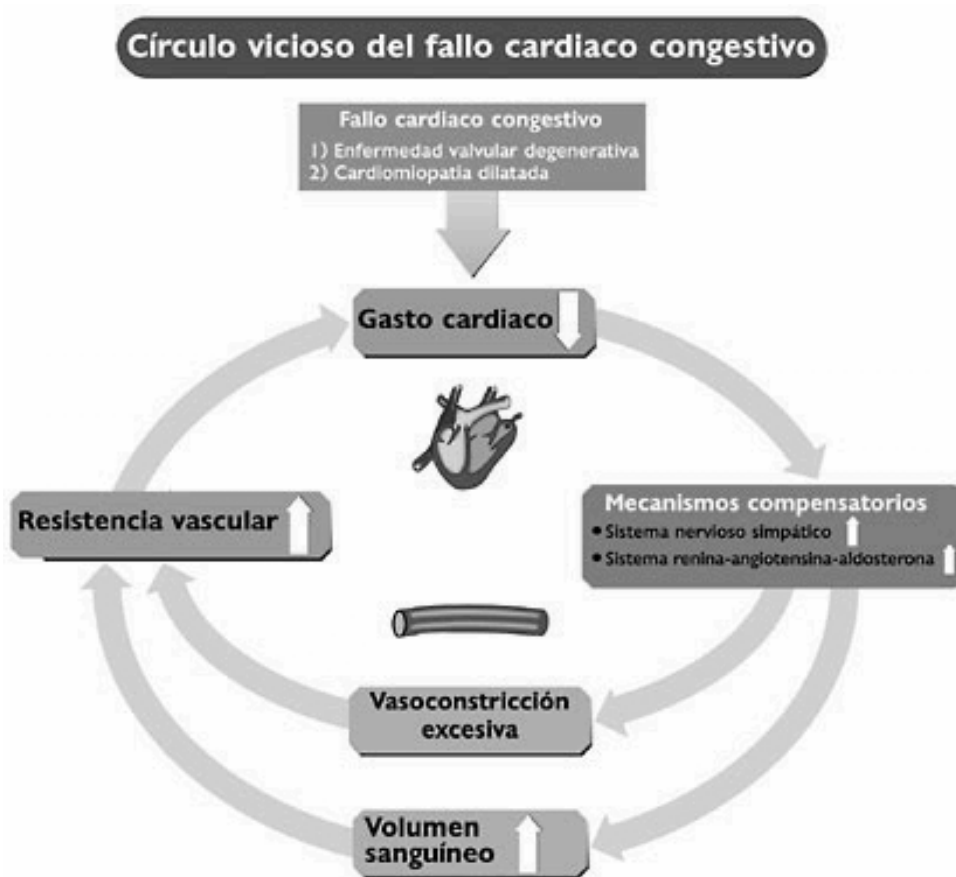 Círculo vicioso del fallo cardiaco congestivo
Fallo cardiaco congestivo
1) Enfermedad valvular degenerativa
2) Cardiomiopatia dilatada
Gasto cardiaco
Mecanismos compensatorios
• Sistema nervioso simpático
• Sistema renina-angiotensina-aldosterona
Resistencia vascular
Vasoconstricción
excesiva
Volumen
sanguíneo